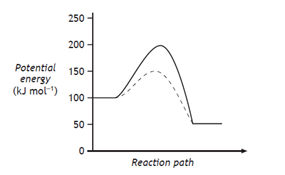 250
200
150
100
50
0
Potential
energy
(kJ mol⁻¹)
Reaction path